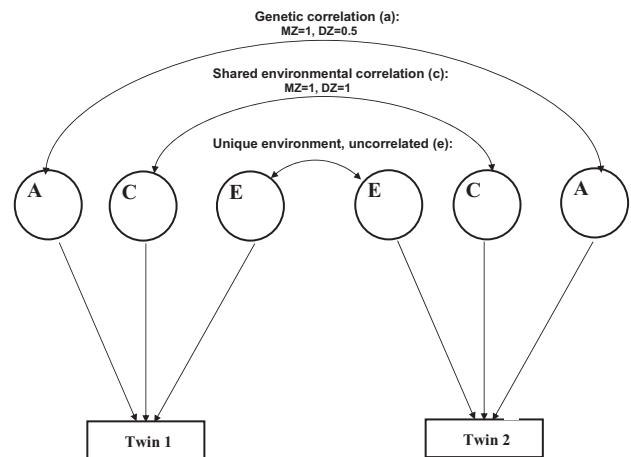 Genetic correlation (a):
MZ=1, DZ=0.5
Shared environmental correlation (c):
MZ=1, DZ=1
Unique environment, uncorrelated (e):
A C E E C A
Twin 1 Twin 2